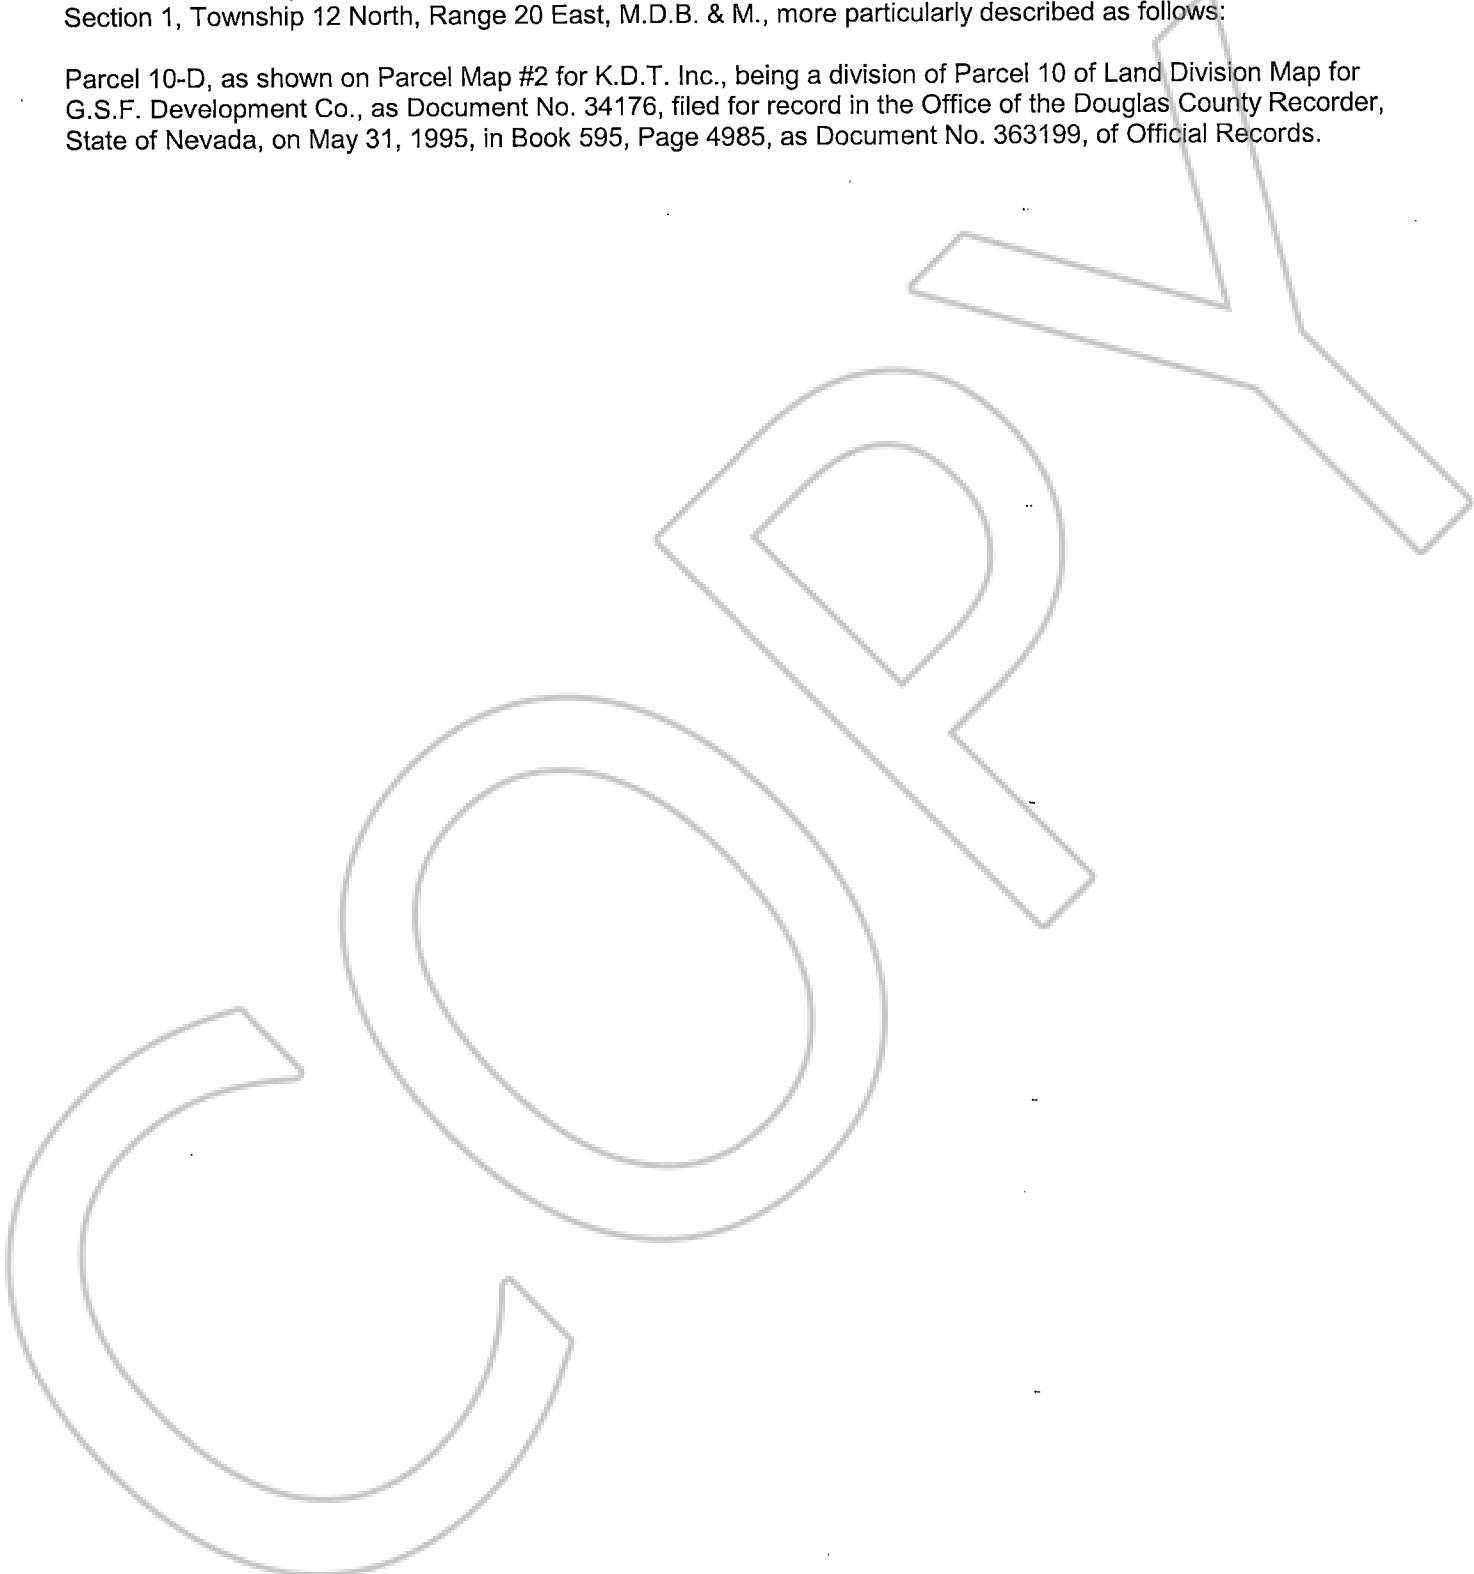 Section 1, Township 12 North, Range 20 East, M.D.B. & M., more particularly described as follows:
Parcel 10-D, as shown on Parcel Map #2 for K.D.T. Inc., being a division of Parcel 10 of Land Division Map for
G.S.F. Development Co., as Document No. 34176, filed for record in the Office of the Douglas County Recorder,
State of Nevada, on May 31, 1995, in Book 595, Page 4985, as Document No. 363199, of Official Records.
COPY